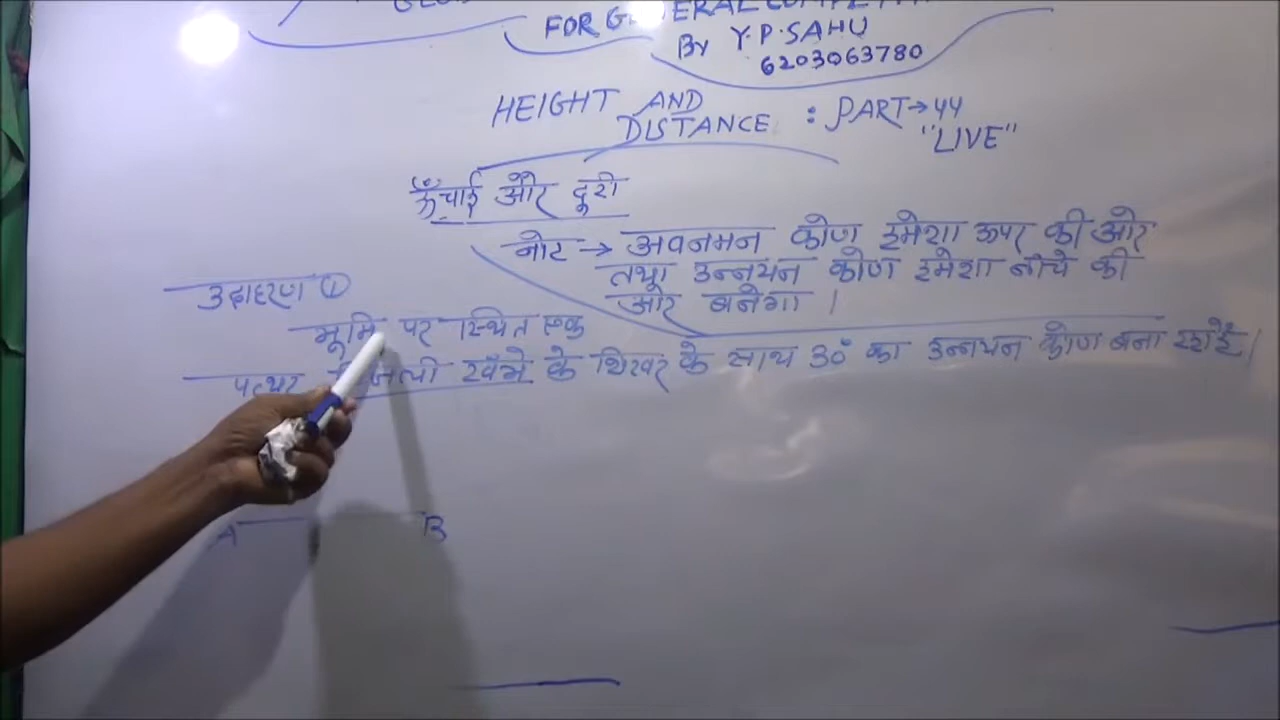 FOR GENERAL
By Y.P.SAHU
6203063780
HEIGHT AND
DISTANCE : PART→44
"LIVE"
ऊँचाई और दूरी
नोट → अवनमन कोण हमेशा ऊपर की ओर
तथा उन्नयन कोण हमेशा नीचे की
ओर बनेगा ।
उदाहरण ①
भूमि पर स्थित एक
पत्थर बिजली खँभे के शिखर के साथ 30° का उन्नयन कोण बना रहा है।
A B